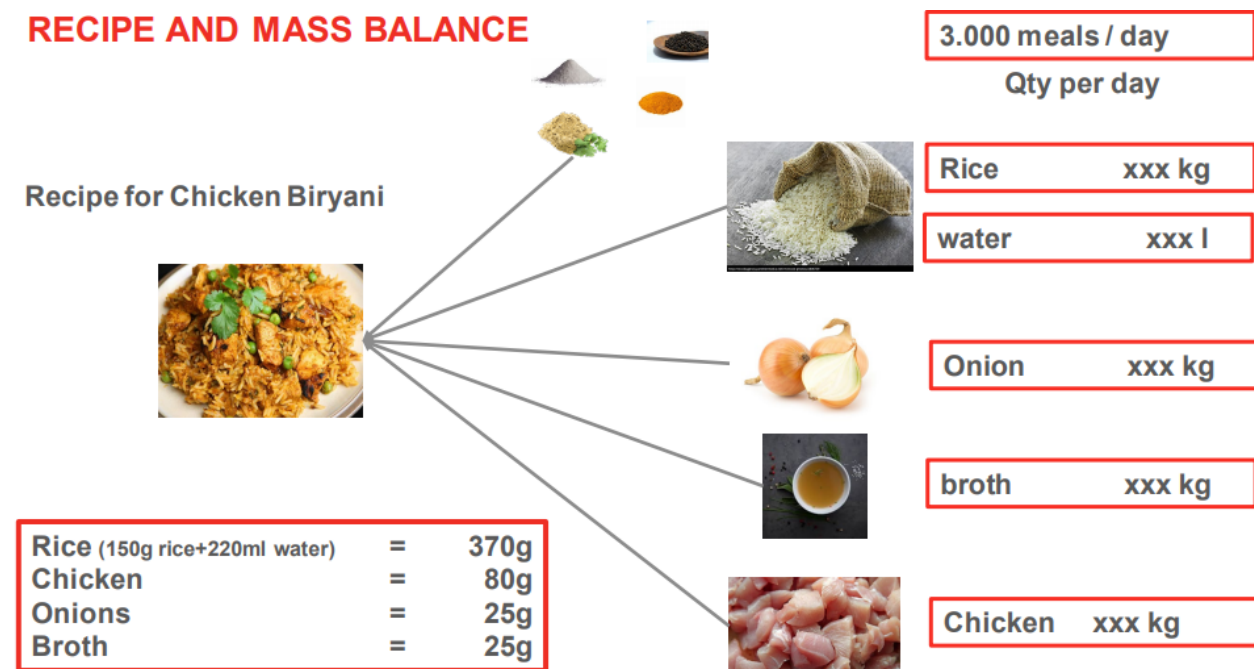 RECIPE AND MASS BALANCE
3.000 meals / day
Qty per day
Recipe for Chicken Biryani
Rice xxx kg
water xxx l
Onion xxx kg
broth xxx kg
Chicken xxx kg
Rice (150g rice+220ml water) = 370g
Chicken = 80g
Onions = 25g
Broth = 25g